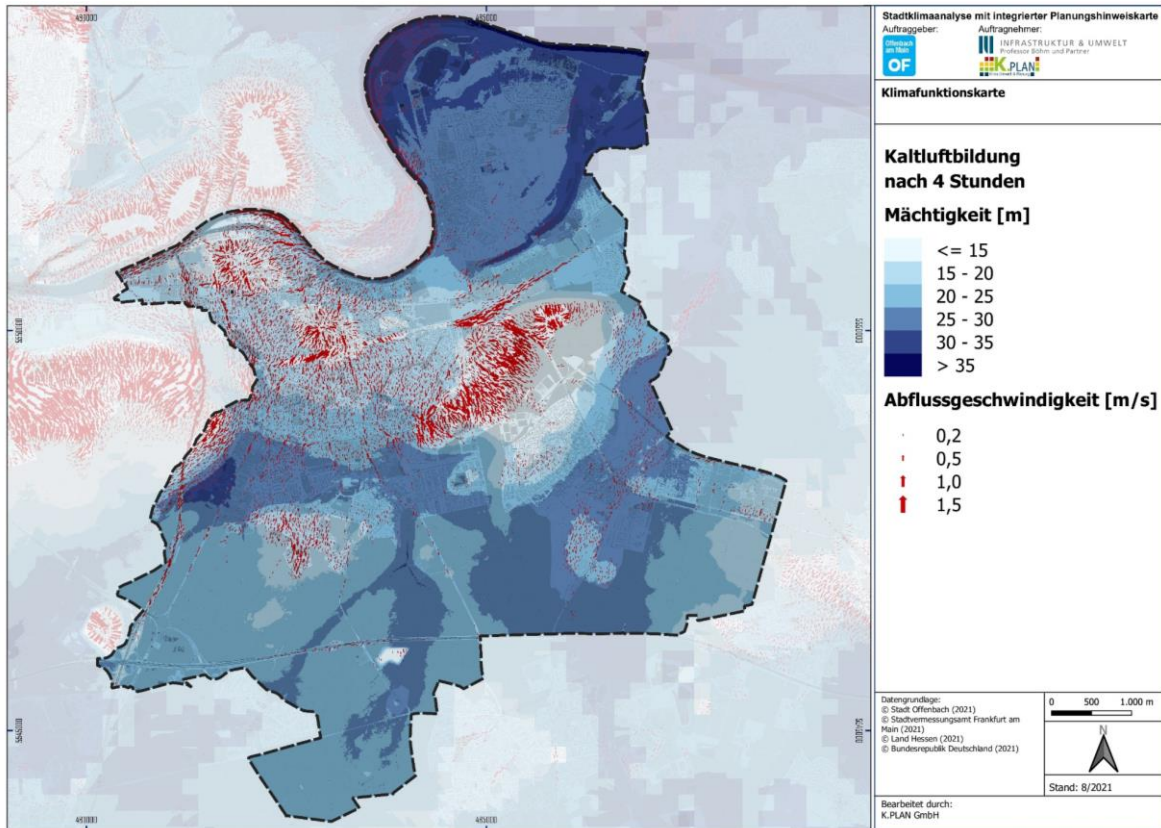 Stadtklimaanalyse mit integrierter Planungshinweiskarte
Auftraggeber: Auftragnehmer:
Offenbach
am Main
OF
INFRASTRUKTUR & UMWELT
Professor Böhm und Partner
K.PLAN
Klimafunktionskarte
Kaltluftbildung
nach 4 Stunden
Mächtigkeit [m]
<= 15
15 - 20
20 - 25
25 - 30
30 - 35
> 35
Abflussgeschwindigkeit [m/s]
0,2
0,5
1,0
1,5
Datengrundlage:
© Stadt Offenbach (2021)
© Stadtvermessungsamt Frankfurt am
Main (2021)
© Land Hessen (2021)
© Bundesrepublik Deutschland (2021)
0 500 1.000 m
N
Stand: 8/2021
Bearbeitet durch:
K.PLAN GmbH